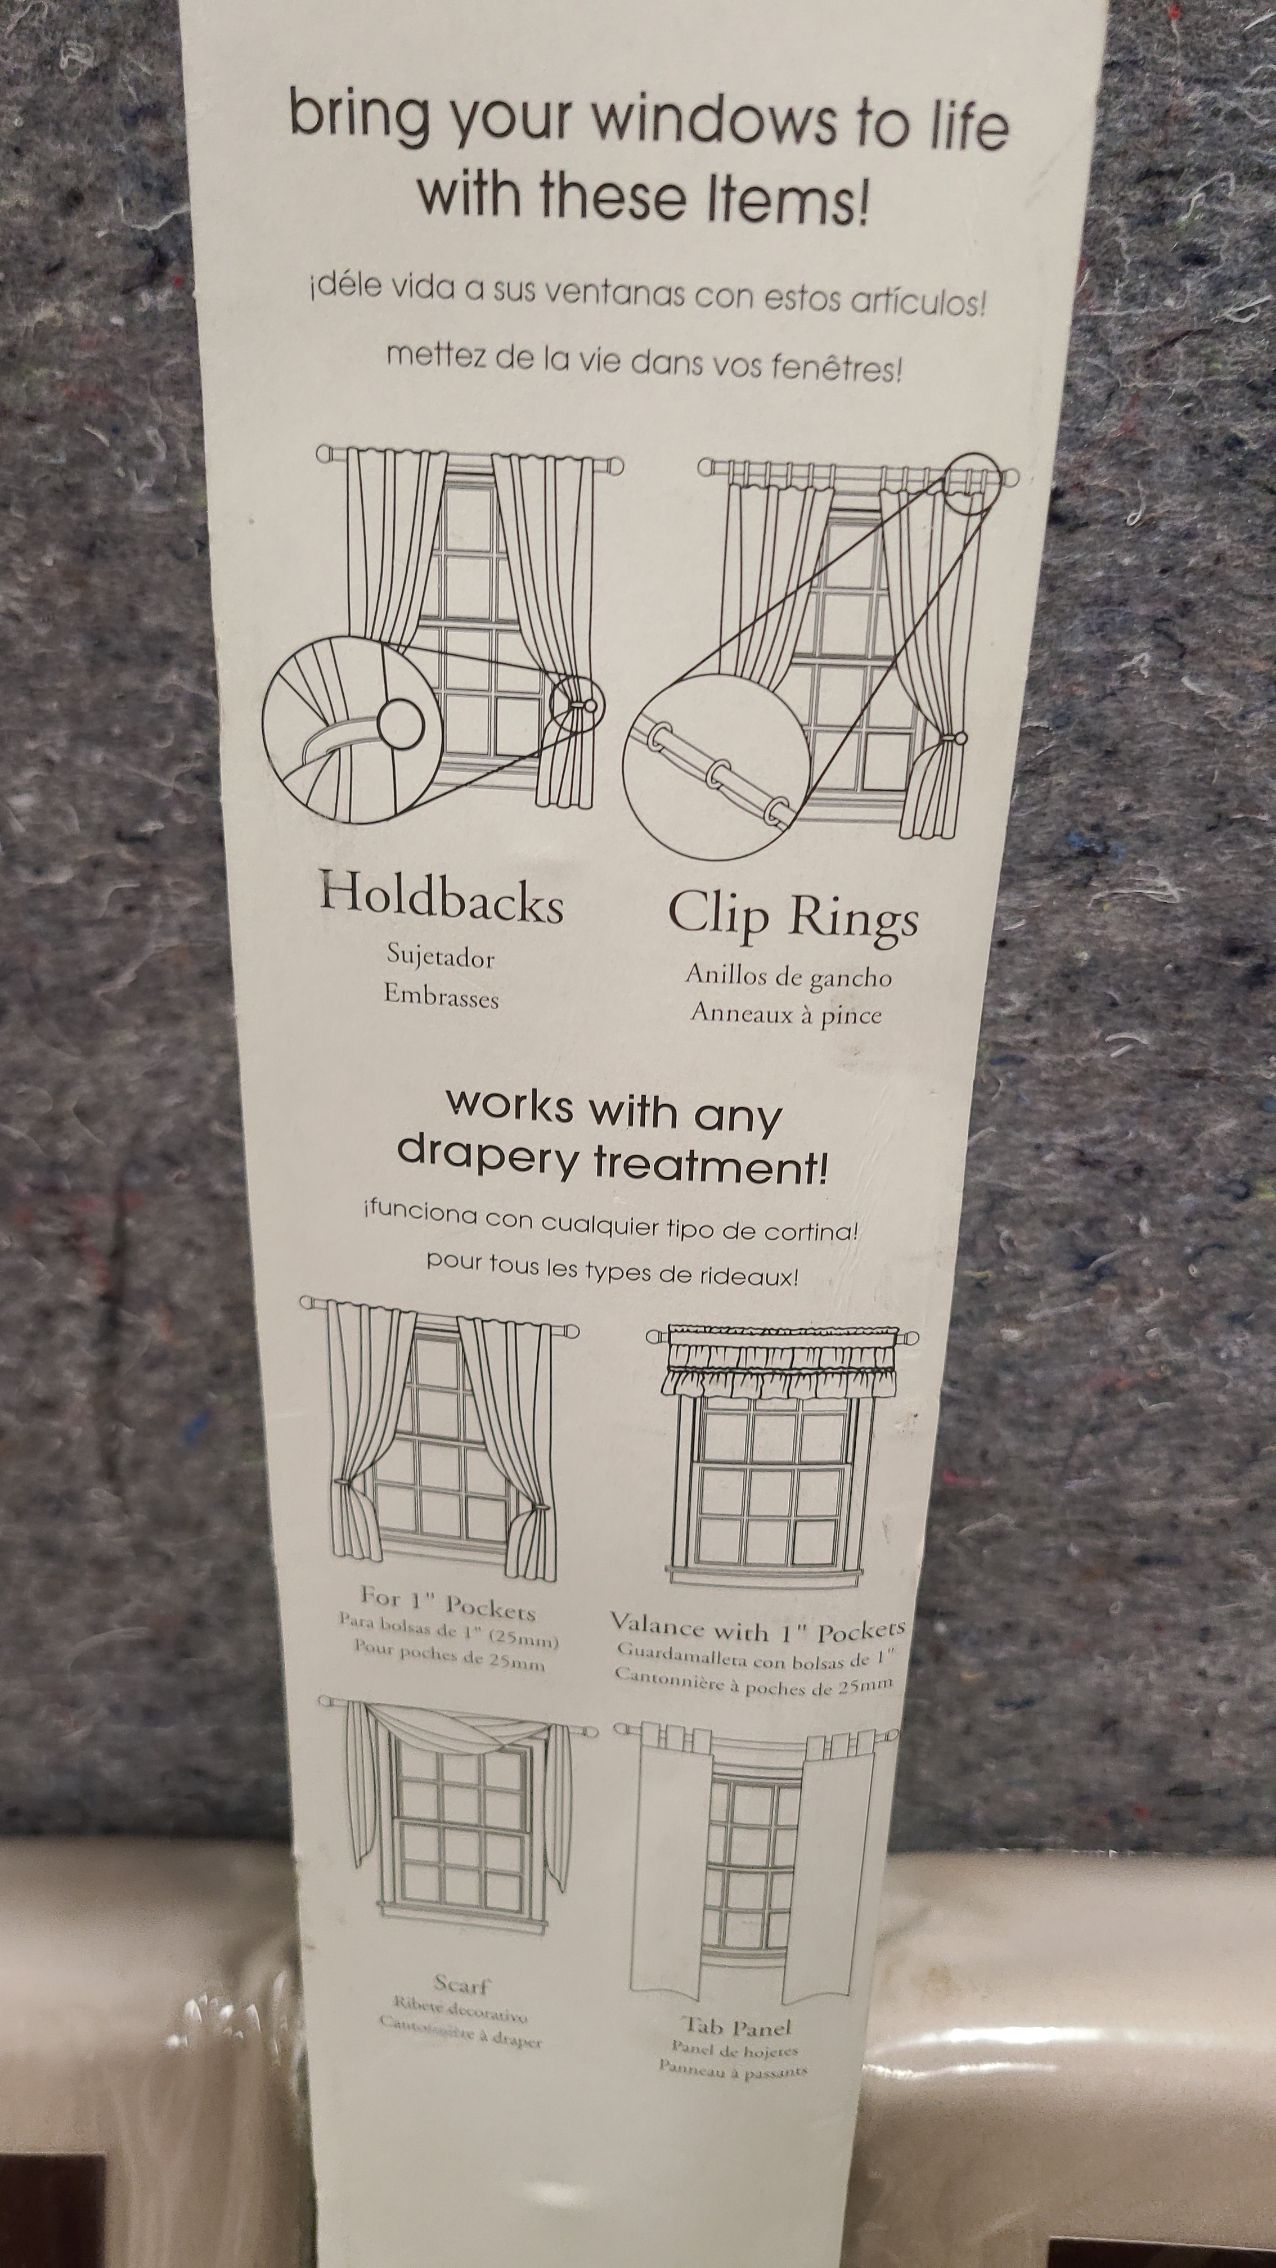 bring your windows to life
with these Items!
¡déle vida a sus ventanas con estos artículos!
mettez de la vie dans vos fenêtres!
Holdbacks
Sujetador
Embrasses
Clip Rings
Anillos de gancho
Anneaux à pince
works with any
drapery treatment!
¡funciona con cualquier tipo de cortina!
pour tous les types de rideaux!
For 1" Pockets
Para bolsas de 1" (25mm)
Pour poches de 25mm
Valance with 1" Pockets
Guardamalleta con bolsas de 1"
Cantonnière à poches de 25mm
Scarf
Ribete decorativo
Cantonnière à draper
Tab Panel
Panel de hojetes
Panneau à passants